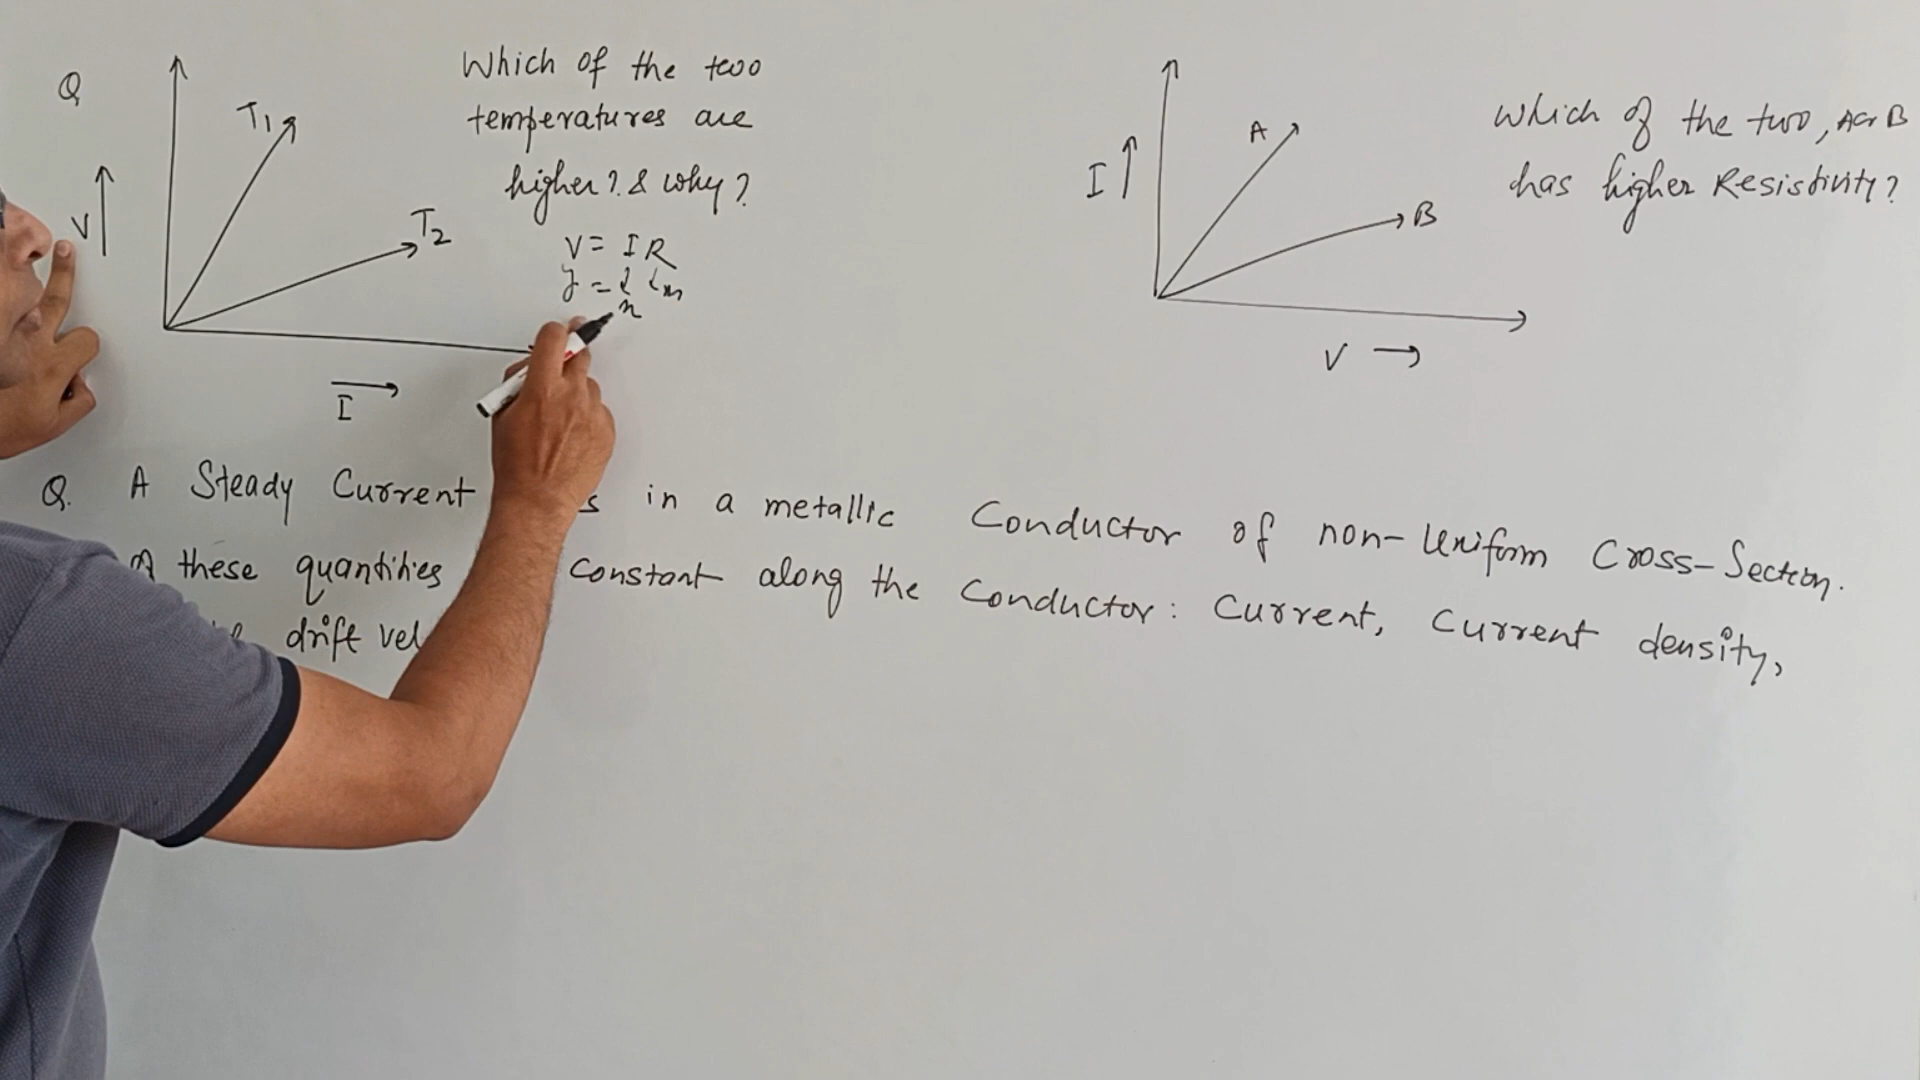 Q
T1
T2
V
I
Which of the two
temperatures are
higher? & why?
V = IR
y =
x
m
I
A
B
V
Which of the two, A or B
has higher Resistivity?
Q. A Steady Current in a metallic Conductor of non-Uniform Cross-Section.
these quantities constant along the Conductor: Current, Current density,
drift vel